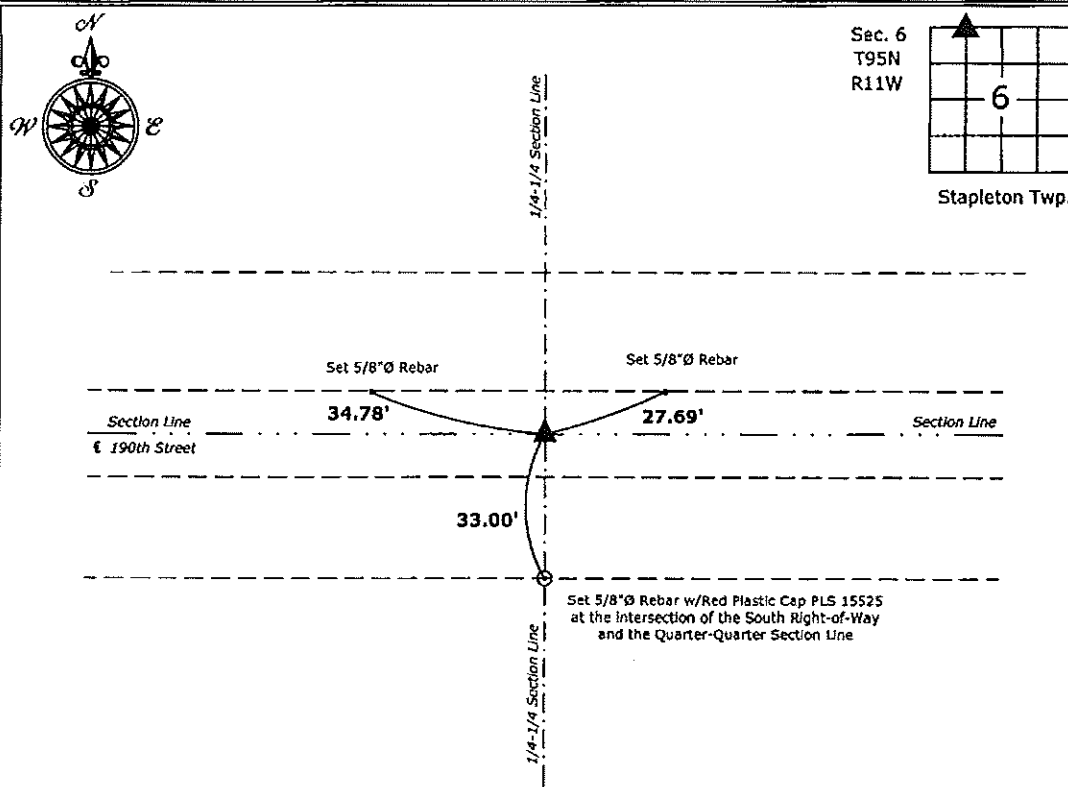 N
W
E
S
Sec. 6
T95N
R11W
6
Stapleton Twp.
1/4-1/4 Section Line
Set 5/8"Ø Rebar
Set 5/8"Ø Rebar
34.78'
27.69'
Section Line
Section Line
℄ 190th Street
33.00'
Set 5/8"Ø Rebar w/Red Plastic Cap PLS 15525
at the intersection of the South Right-of-Way
and the Quarter-Quarter Section Line
1/4-1/4 Section Line